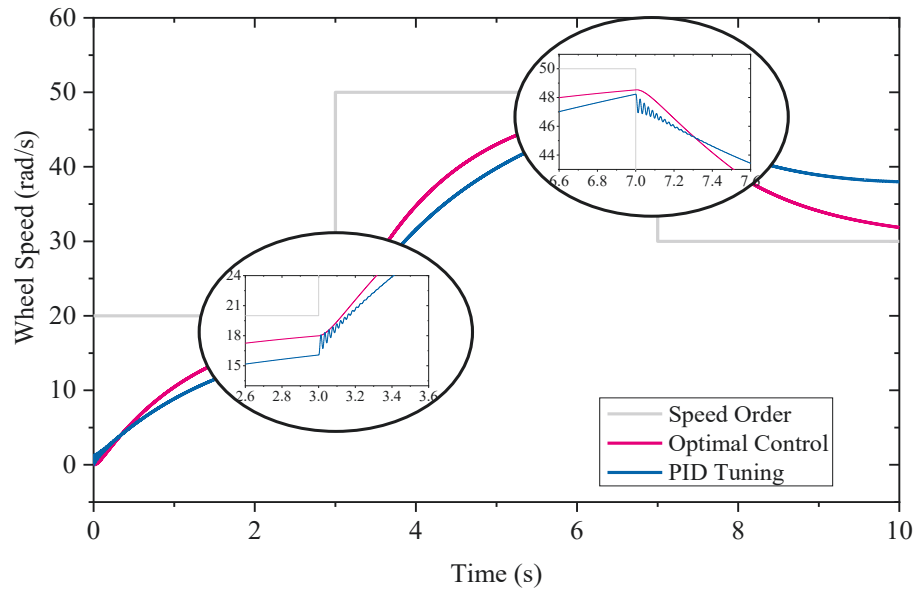 60
50
40
30
20
10
0
Wheel Speed (rad/s)
50
48
46
44
6.6 6.8 7.0 7.2 7.4 7.6
24
21
18
15
2.6 2.8 3.0 3.2 3.4 3.6
Speed Order
Optimal Control
PID Tuning
0 2 4 6 8 10
Time (s)